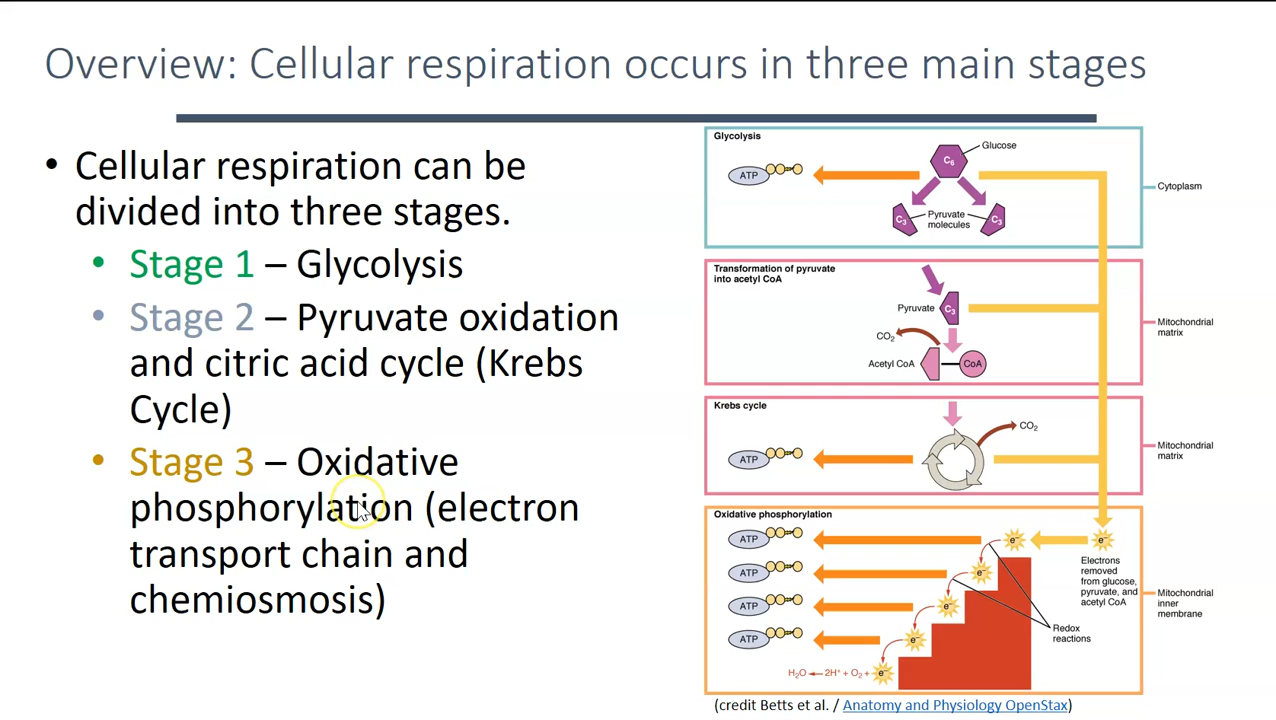 Overview: Cellular respiration occurs in three main stages
• Cellular respiration can be
divided into three stages.
• Stage 1 – Glycolysis
• Stage 2 – Pyruvate oxidation
and citric acid cycle (Krebs
Cycle)
• Stage 3 – Oxidative
phosphorylation (electron
transport chain and
chemiosmosis)
Glycolysis
ATP
C6
Glucose
C3
Pyruvate
molecules
C3
Cytoplasm
Transformation of pyruvate
into acetyl CoA
Pyruvate
C3
CO2
Acetyl CoA
CoA
Mitochondrial
matrix
Krebs cycle
CO2
ATP
Mitochondrial
matrix
Oxidative phosphorylation
ATP
e−
e−
ATP
e−
ATP
e−
ATP
e−
H2O
2H+ + O2 +
e−
Electrons
removed
from glucose,
pyruvate, and
acetyl CoA
Redox
reactions
Mitochondrial
inner
membrane
(credit Betts et al. / Anatomy and Physiology OpenStax)